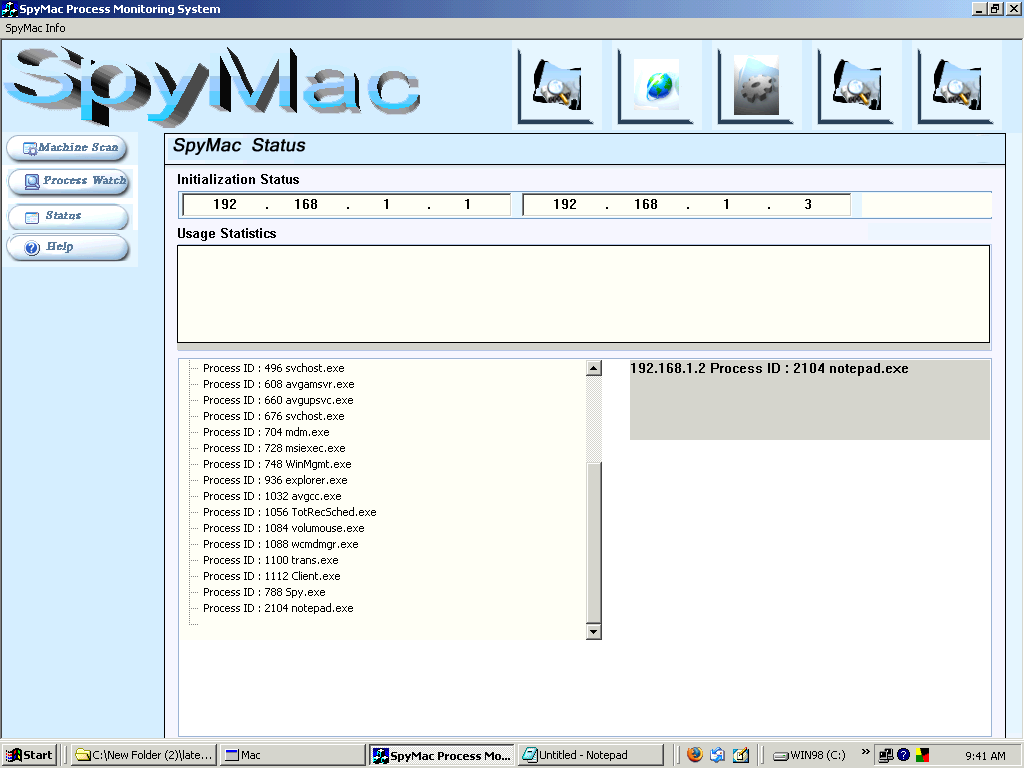 SpyMac Process Monitoring System
SpyMac Info
SpyMac
Machine Scan
Process Watch
Status
Help
SpyMac Status
Initialization Status
192 . 168 . 1 . 1 192 . 168 . 1 . 3
Usage Statistics
Process ID : 496 svchost.exe
Process ID : 608 avgamsvr.exe
Process ID : 660 avgupsvc.exe
Process ID : 676 svchost.exe
Process ID : 704 mdm.exe
Process ID : 728 msiexec.exe
Process ID : 748 WinMgmt.exe
Process ID : 936 explorer.exe
Process ID : 1032 avgcc.exe
Process ID : 1056 TotRecSched.exe
Process ID : 1084 volumouse.exe
Process ID : 1088 wcmdmgr.exe
Process ID : 1100 trans.exe
Process ID : 1112 Client.exe
Process ID : 788 Spy.exe
Process ID : 2104 notepad.exe
192.168.1.2 Process ID : 2104 notepad.exe
Start C:\New Folder (2)\late... Mac SpyMac Process Mo... Untitled - Notepad WIN98 (C:) » 9:41 AM